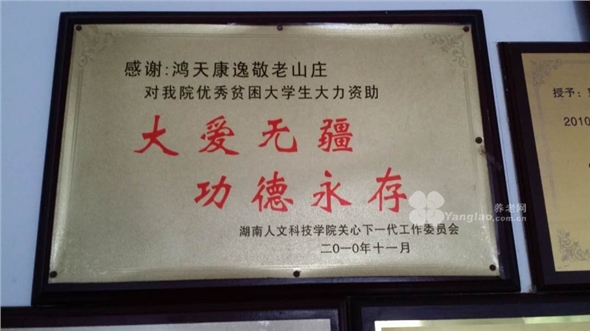 感谢:鸿天康逸敬老山庄
对我院优秀贫困大学生大力资助
大爱无疆
功德永存
湖南人文科技学院关心下一代工作委员会
二〇一〇年十一月
授予:
2010
养老网
Yanglao.com.cn